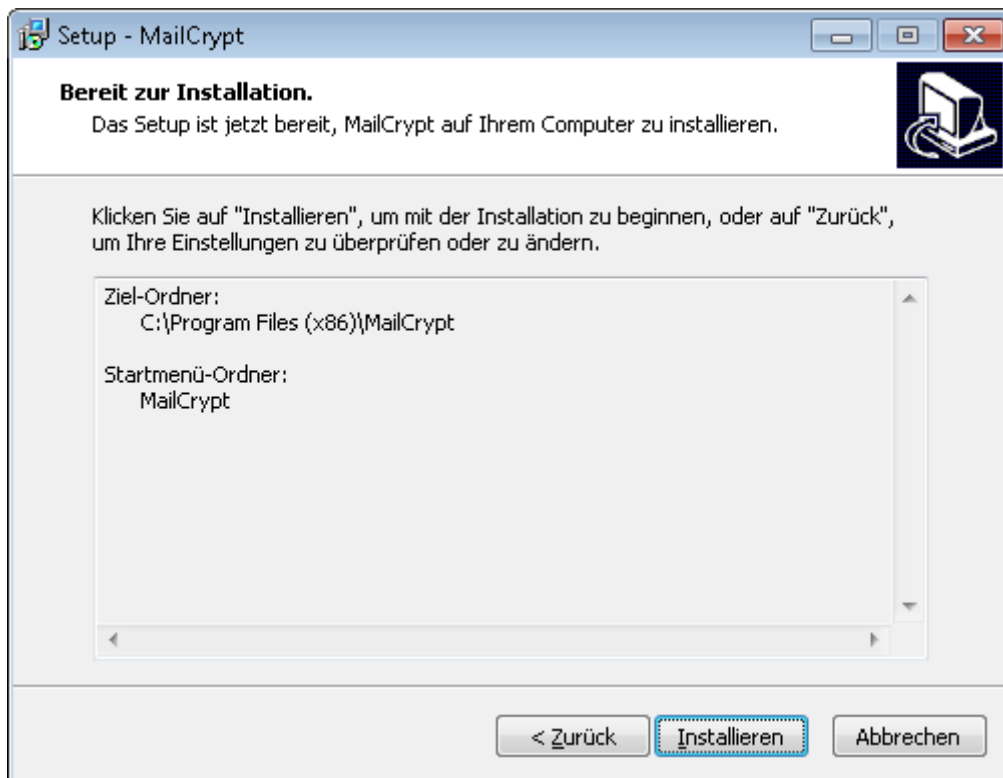 Setup - MailCrypt
Bereit zur Installation.
Das Setup ist jetzt bereit, MailCrypt auf Ihrem Computer zu installieren.
Klicken Sie auf "Installieren", um mit der Installation zu beginnen, oder auf "Zurück",
um Ihre Einstellungen zu überprüfen oder zu ändern.
Ziel-Ordner:
C:\Program Files (x86)\MailCrypt
Startmenü-Ordner:
MailCrypt
< Zurück Installieren Abbrechen